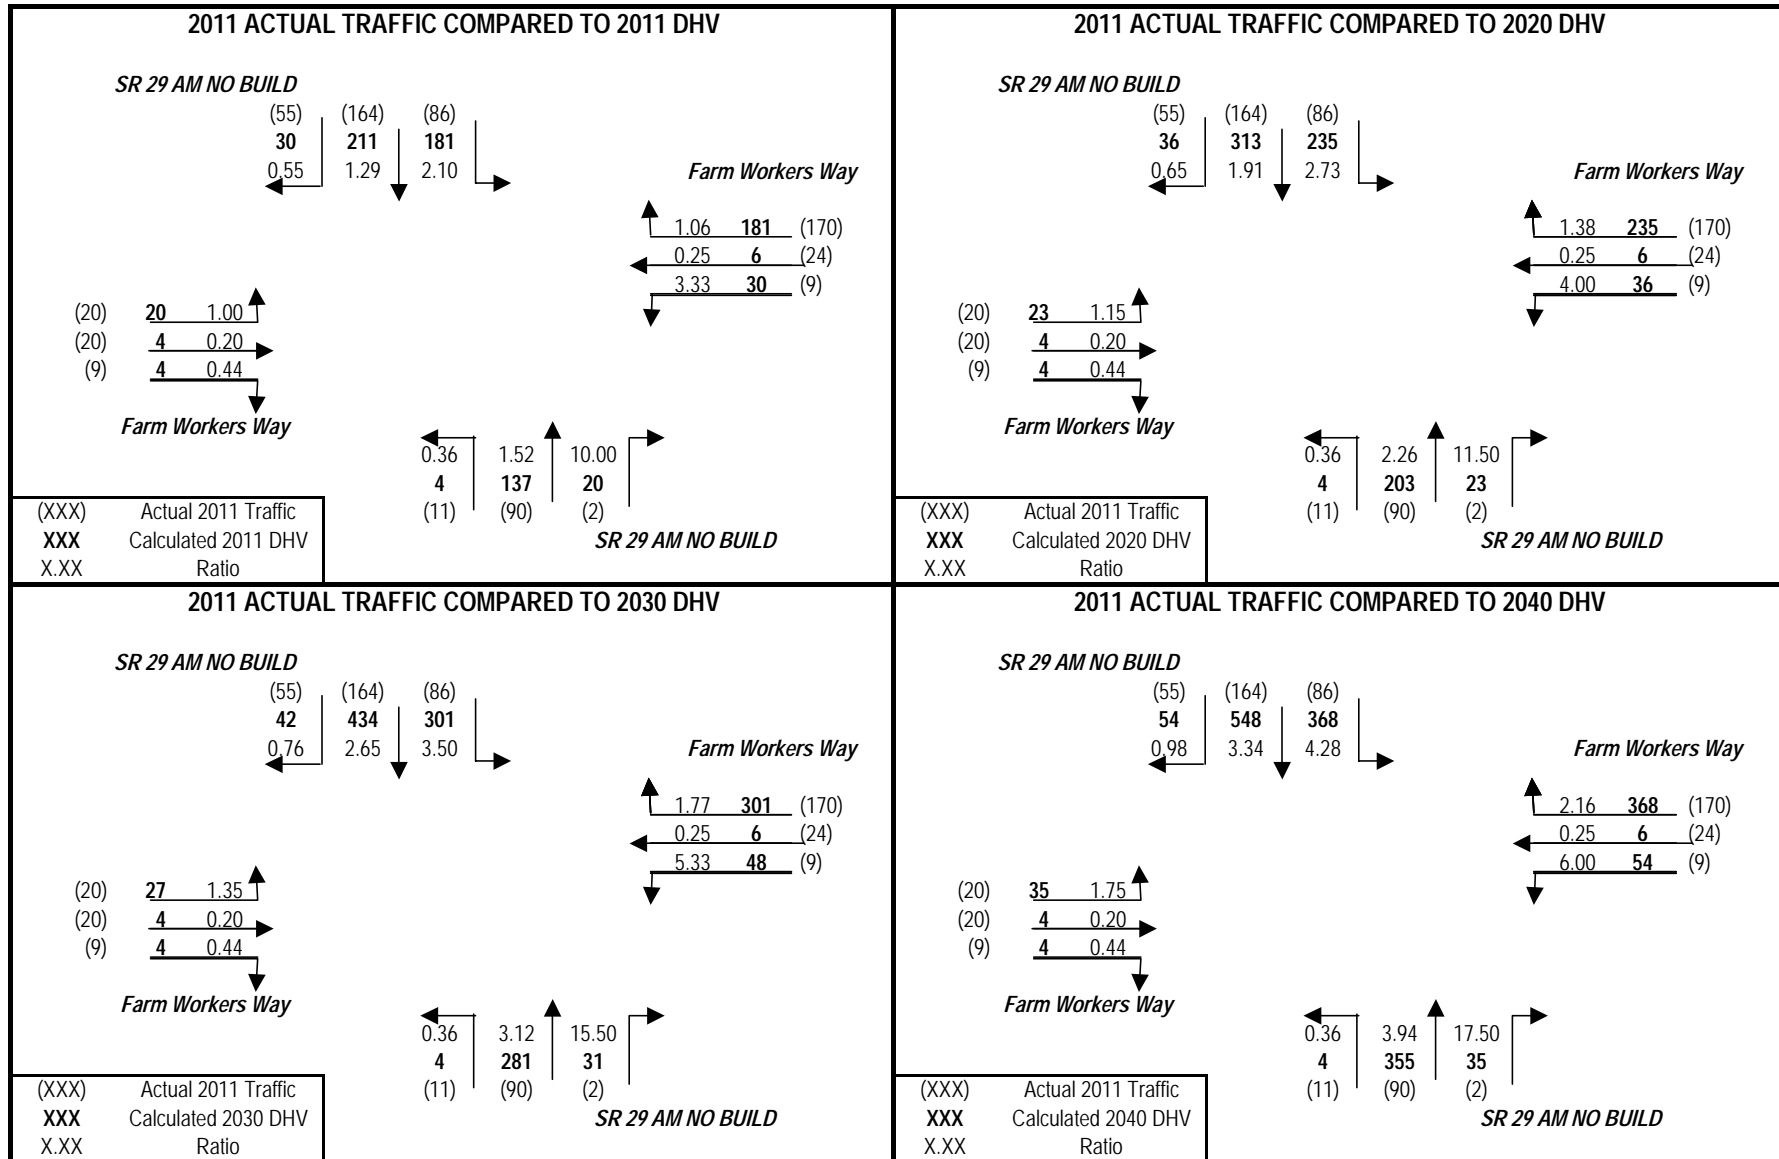 2011 ACTUAL TRAFFIC COMPARED TO 2011 DHV
SR 29 AM NO BUILD
(55) (164) (86)
30 211 181
0.55 1.29 2.10
Farm Workers Way
1.06 181 (170)
0.25 6 (24)
3.33 30 (9)
(20) 20 1.00
(20) 4 0.20
(9) 4 0.44
Farm Workers Way
0.36 1.52 10.00
4 137 20
(11) (90) (2)
SR 29 AM NO BUILD
(XXX) Actual 2011 Traffic
XXX Calculated 2011 DHV
X.XX Ratio
2011 ACTUAL TRAFFIC COMPARED TO 2020 DHV
SR 29 AM NO BUILD
(55) (164) (86)
36 313 235
0.65 1.91 2.73
Farm Workers Way
1.38 235 (170)
0.25 6 (24)
4.00 36 (9)
(20) 23 1.15
(20) 4 0.20
(9) 4 0.44
Farm Workers Way
0.36 2.26 11.50
4 203 23
(11) (90) (2)
SR 29 AM NO BUILD
(XXX) Actual 2011 Traffic
XXX Calculated 2020 DHV
X.XX Ratio
2011 ACTUAL TRAFFIC COMPARED TO 2030 DHV
SR 29 AM NO BUILD
(55) (164) (86)
42 434 301
0.76 2.65 3.50
Farm Workers Way
1.77 301 (170)
0.25 6 (24)
5.33 48 (9)
(20) 27 1.35
(20) 4 0.20
(9) 4 0.44
Farm Workers Way
0.36 3.12 15.50
4 281 31
(11) (90) (2)
SR 29 AM NO BUILD
(XXX) Actual 2011 Traffic
XXX Calculated 2030 DHV
X.XX Ratio
2011 ACTUAL TRAFFIC COMPARED TO 2040 DHV
SR 29 AM NO BUILD
(55) (164) (86)
54 548 368
0.98 3.34 4.28
Farm Workers Way
2.16 368 (170)
0.25 6 (24)
6.00 54 (9)
(20) 35 1.75
(20) 4 0.20
(9) 4 0.44
Farm Workers Way
0.36 3.94 17.50
4 355 35
(11) (90) (2)
SR 29 AM NO BUILD
(XXX) Actual 2011 Traffic
XXX Calculated 2040 DHV
X.XX Ratio